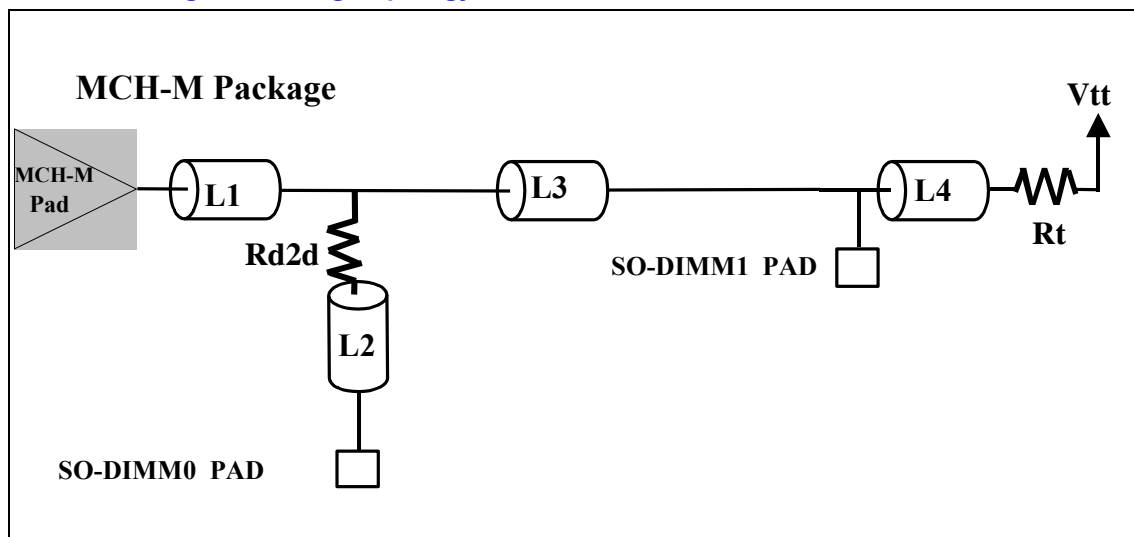 MCH-M Package
Vtt
MCH-M
Pad
L1
L3
L4
Rd2d
Rt
SO-DIMM1 PAD
L2
SO-DIMM0 PAD